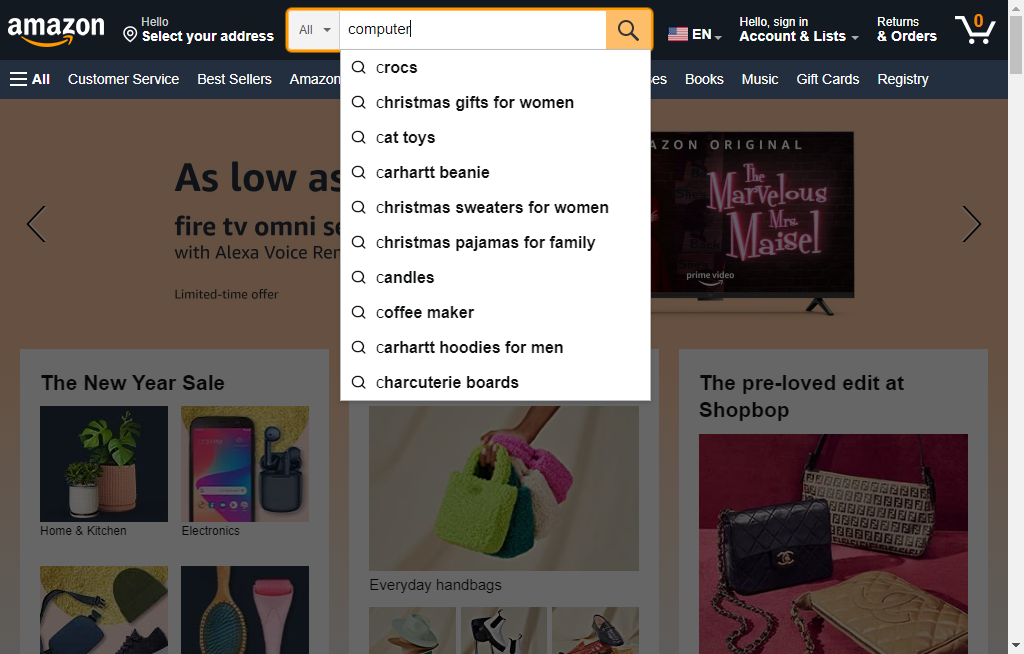 amazon
Hello
Select your address
All
computer
EN
Hello, sign in
Account & Lists
Returns
& Orders
0
All
Customer Service
Best Sellers
Amazon
Books
Music
Gift Cards
Registry
crocs
christmas gifts for women
cat toys
carhartt beanie
christmas sweaters for women
christmas pajamas for family
candles
coffee maker
carhartt hoodies for men
charcuterie boards
As low as
fire tv omni se
with Alexa Voice Rem
Limited-time offer
AZON ORIGINAL
The
Marvelous
Mrs.
Maisel
prime video
The New Year Sale
Home & Kitchen
Electronics
Everyday handbags
The pre-loved edit at
Shopbop